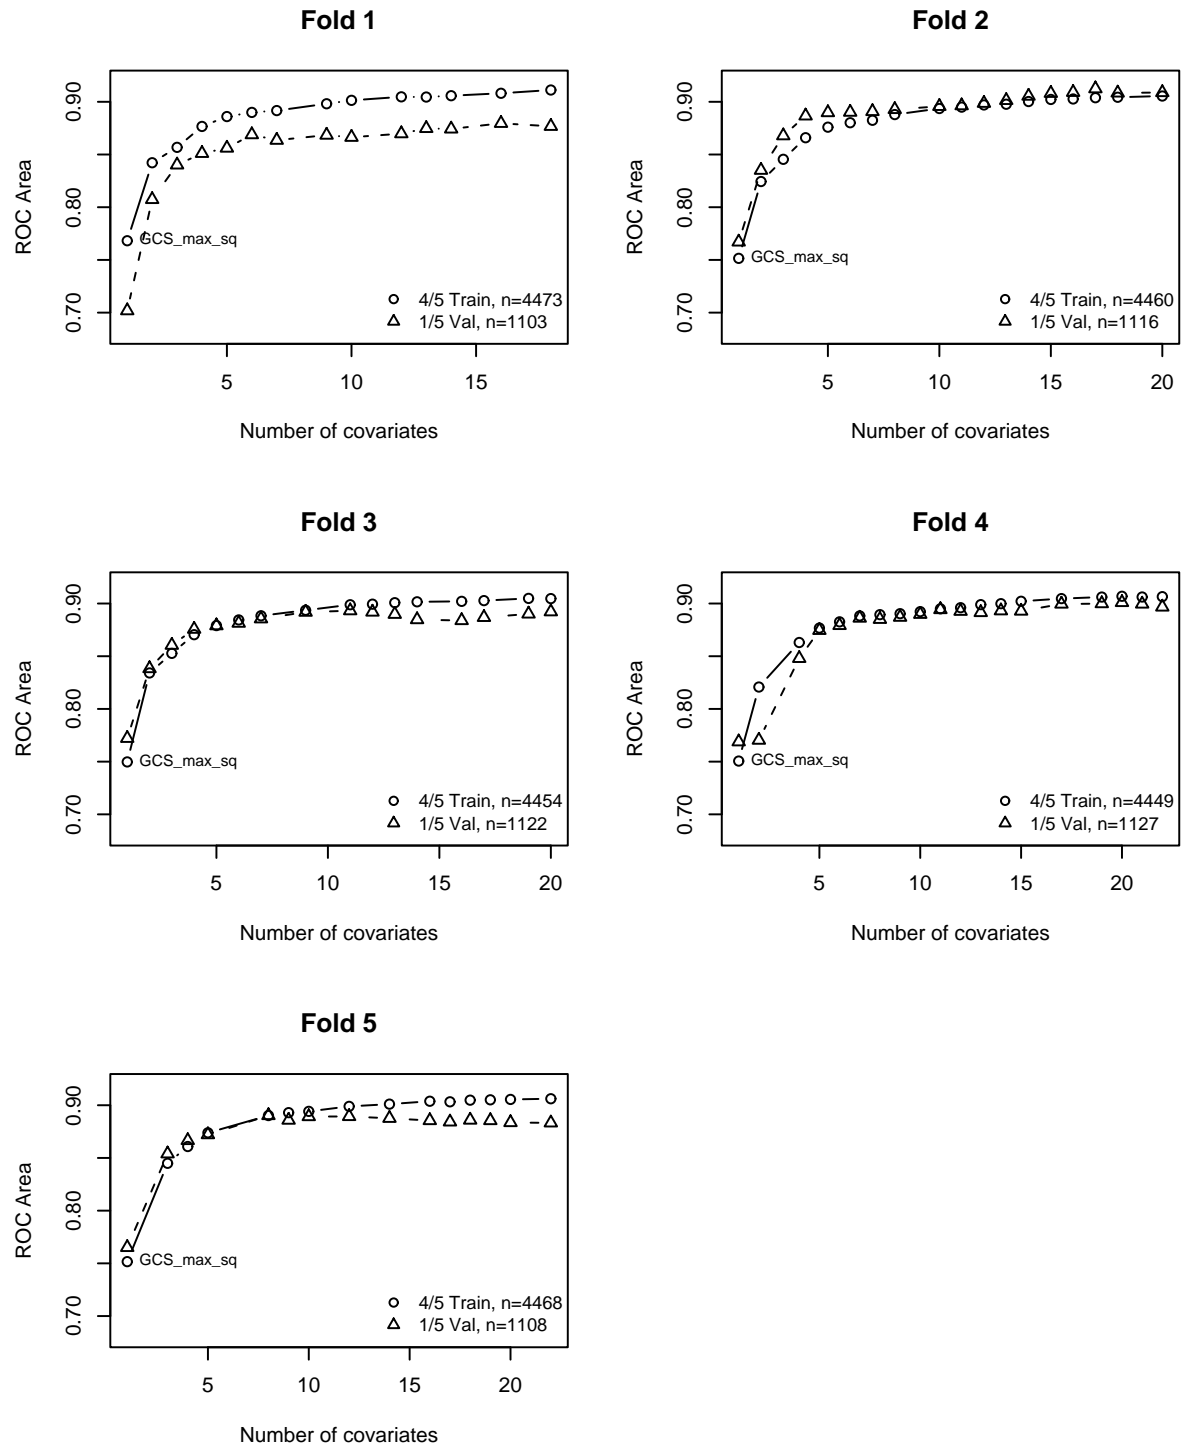 Fold 1
ROC Area
0.90
0.80
0.70
GCS_max_sq
4/5 Train, n=4473
1/5 Val, n=1103
5 10 15
Number of covariates
Fold 2
ROC Area
0.90
0.80
0.70
GCS_max_sq
4/5 Train, n=4460
1/5 Val, n=1116
5 10 15 20
Number of covariates
Fold 3
ROC Area
0.90
0.80
0.70
GCS_max_sq
4/5 Train, n=4454
1/5 Val, n=1122
5 10 15 20
Number of covariates
Fold 4
ROC Area
0.90
0.80
0.70
GCS_max_sq
4/5 Train, n=4449
1/5 Val, n=1127
5 10 15 20
Number of covariates
Fold 5
ROC Area
0.90
0.80
0.70
GCS_max_sq
4/5 Train, n=4468
1/5 Val, n=1108
5 10 15 20
Number of covariates